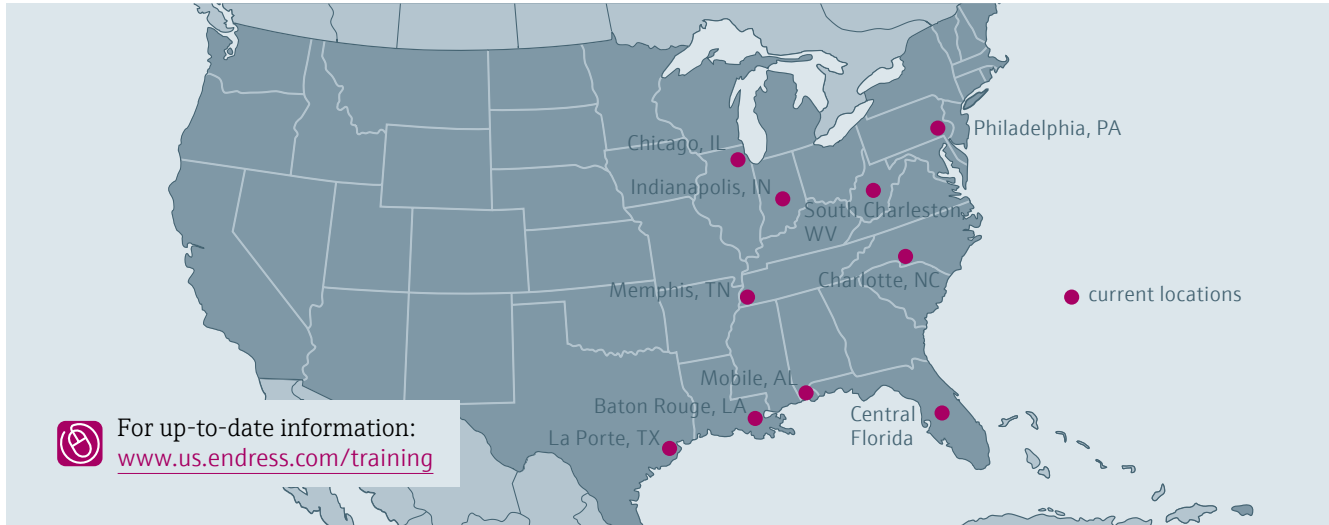 Philadelphia, PA
Chicago, IL
Indianapolis, IN
South Charleston,
WV
Charlotte, NC
Memphis, TN
current locations
Mobile, AL
Baton Rouge, LA
Central
Florida
La Porte, TX
For up-to-date information:
www.us.endress.com/training